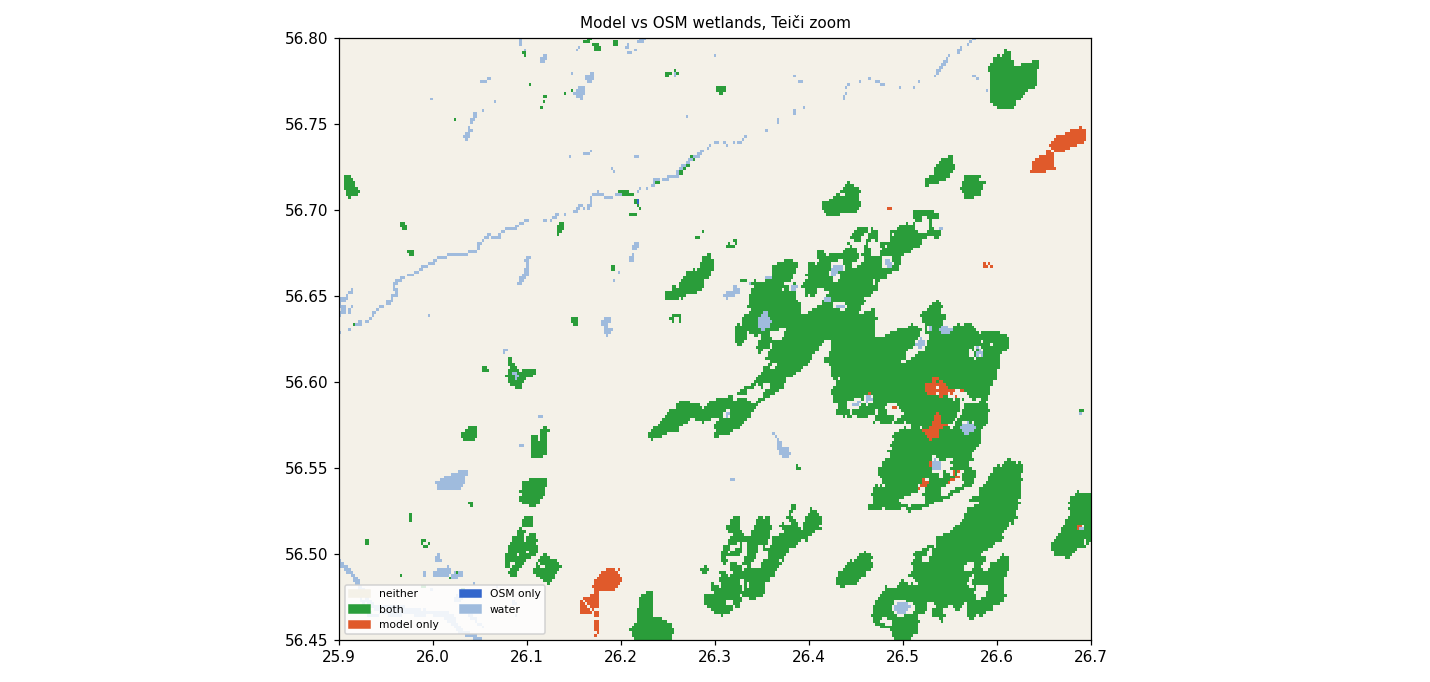 Model vs OSM wetlands, Teiči zoom
56.80
56.75
56.70
56.65
56.60
56.55
56.50
56.45
neither
both
model only
OSM only
water
25.9 26.0 26.1 26.2 26.3 26.4 26.5 26.6 26.7